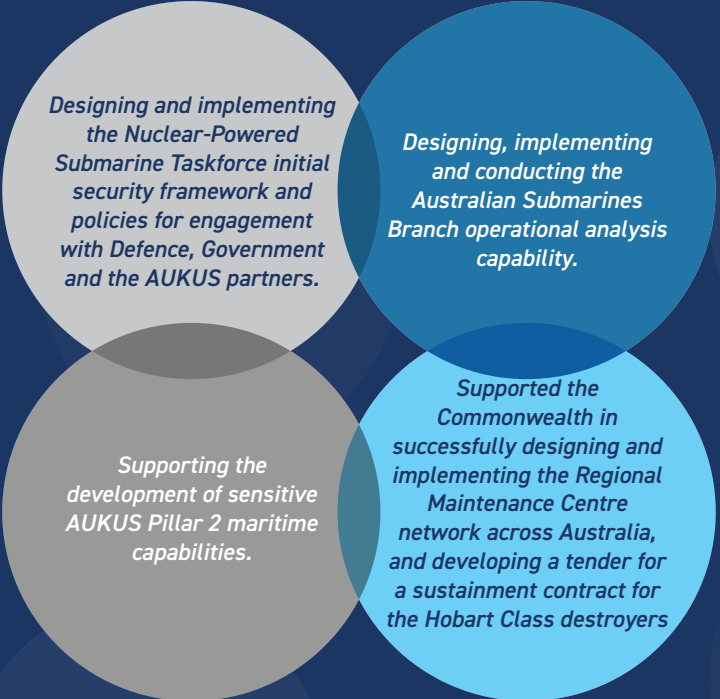 Designing and implementing
the Nuclear-Powered
Submarine Taskforce initial
security framework and
policies for engagement
with Defence, Government
and the AUKUS partners.
Designing, implementing
and conducting the
Australian Submarines
Branch operational analysis
capability.
Supporting the
development of sensitive
AUKUS Pillar 2 maritime
capabilities.
Supported the
Commonwealth in
successfully designing and
implementing the Regional
Maintenance Centre
network across Australia,
and developing a tender for
a sustainment contract for
the Hobart Class destroyers